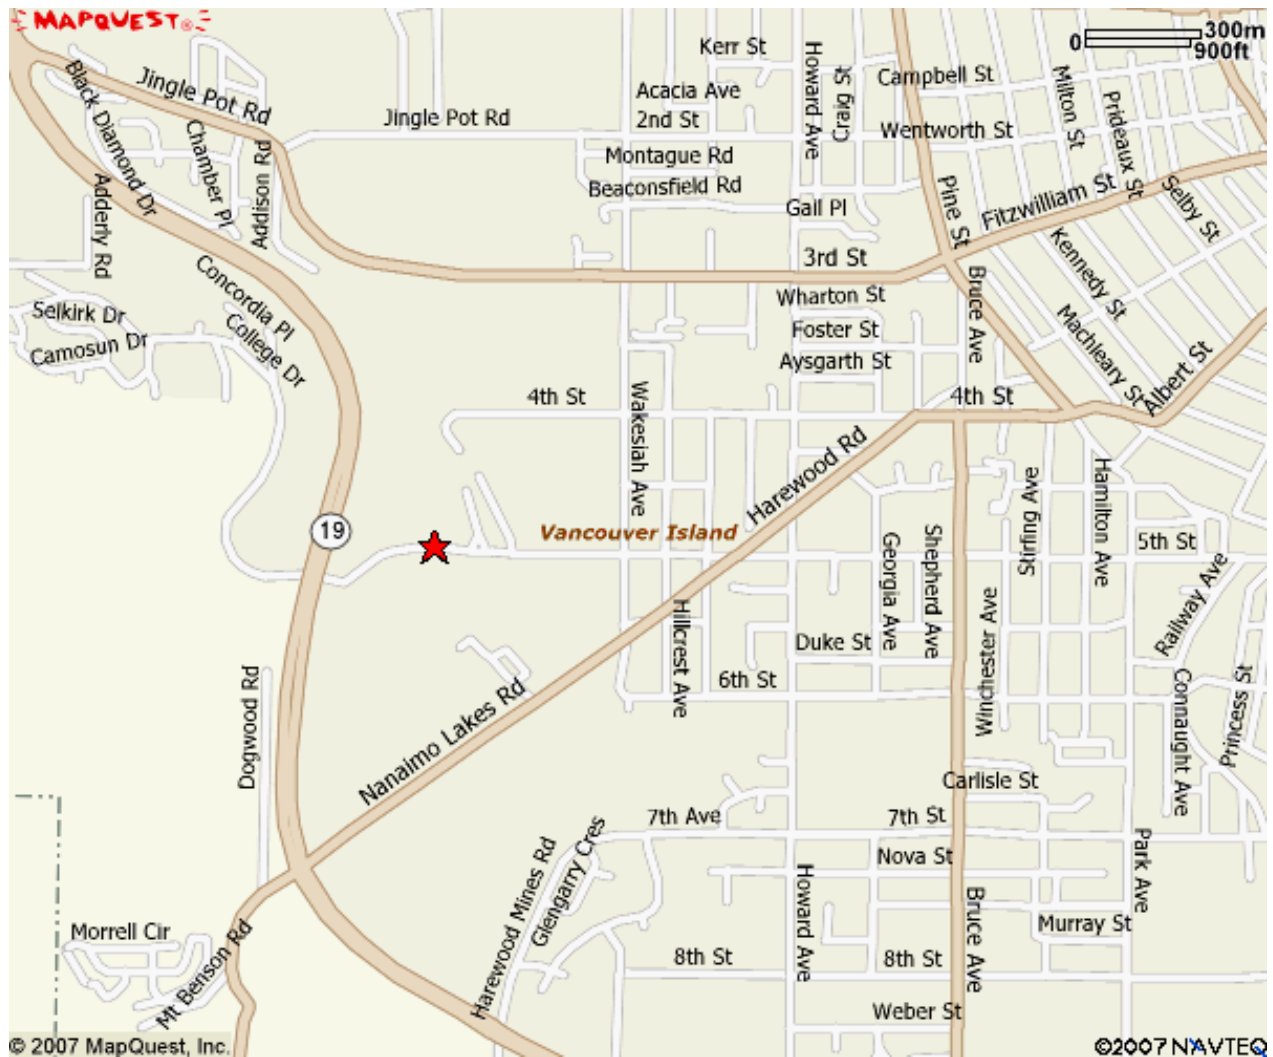 MAPQUEST®
300m
0
900ft
Kerr St
Howard Ave
Craig St
Campbell St
Milton St
Prideaux St
Black Diamond Dr
Jingle Pot Rd
Acacia Ave
Jingle Pot Rd
2nd St
Wentworth St
Chamber Pl
Addison Rd
Montague Rd
Beaconsfield Rd
Adderly Rd
Gall Pl
Pine St
Fitzwilliam St
Selby St
Concordia Pl
3rd St
Kennedy St
Bruce Ave
Wharton St
Selkirk Dr
College Dr
Foster St
Machleary St
Camosun Dr
Aysgarth St
Albert St
4th St
Wakesiah Ave
4th St
Harewood Rd
Hamilton Ave
Stirling Ave
19
Vancouver Island
Shepherd Ave
Georgia Ave
5th St
Railway Ave
Hillcrest Ave
Winchester Ave
Duke St
6th St
Connaught Ave
Princess St
Dogwood Rd
Nanaimo Lakes Rd
Carlisle St
7th Ave
7th St
Harewood Mines Rd
Glengarry Cres
Nova St
Park Ave
Howard Ave
Bruce Ave
Morrell Cir
Murray St
Mt Benson Rd
8th St
8th St
Weber St
© 2007 MapQuest, Inc.
©2007 NAVTEQ